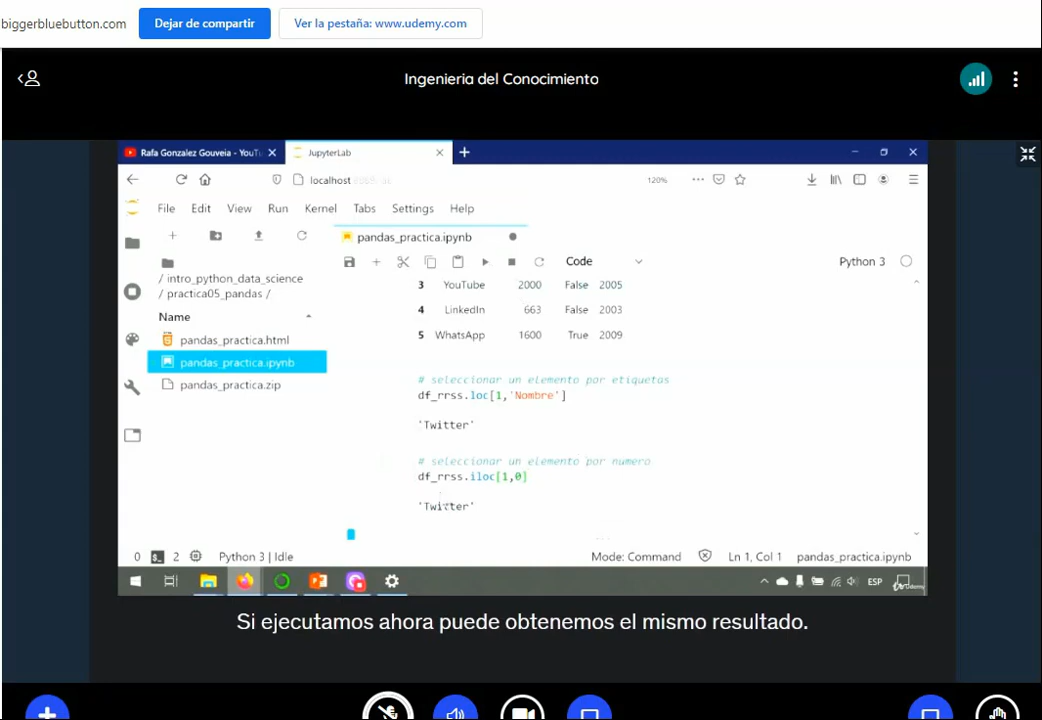 biggerbluebutton.com
Dejar de compartir
Ver la pestaña: www.udemy.com
Ingenieria del Conocimiento
Rafa Gonzalez Gouveia - YouTu
JupyterLab
localhost
120%
File Edit View Run Kernel Tabs Settings Help
pandas_practica.ipynb
/ intro_python_data_science
/ practica05_pandas /
Code
Python 3
Name
pandas_practica.html
pandas_practica.ipynb
pandas_practica.zip
3 YouTube 2000 False 2005
4 LinkedIn 663 False 2003
5 WhatsApp 1600 True 2009
# seleccionar un elemento por etiquetas
df_rrss.loc[1,'Nombre']
'Twitter'
# seleccionar un elemento por numero
df_rrss.iloc[1,0]
'Twitter'
0 2 Python 3 | Idle
Mode: Command
Ln 1, Col 1
pandas_practica.ipynb
ESP
Udemy
Si ejecutamos ahora puede obtenemos el mismo resultado.